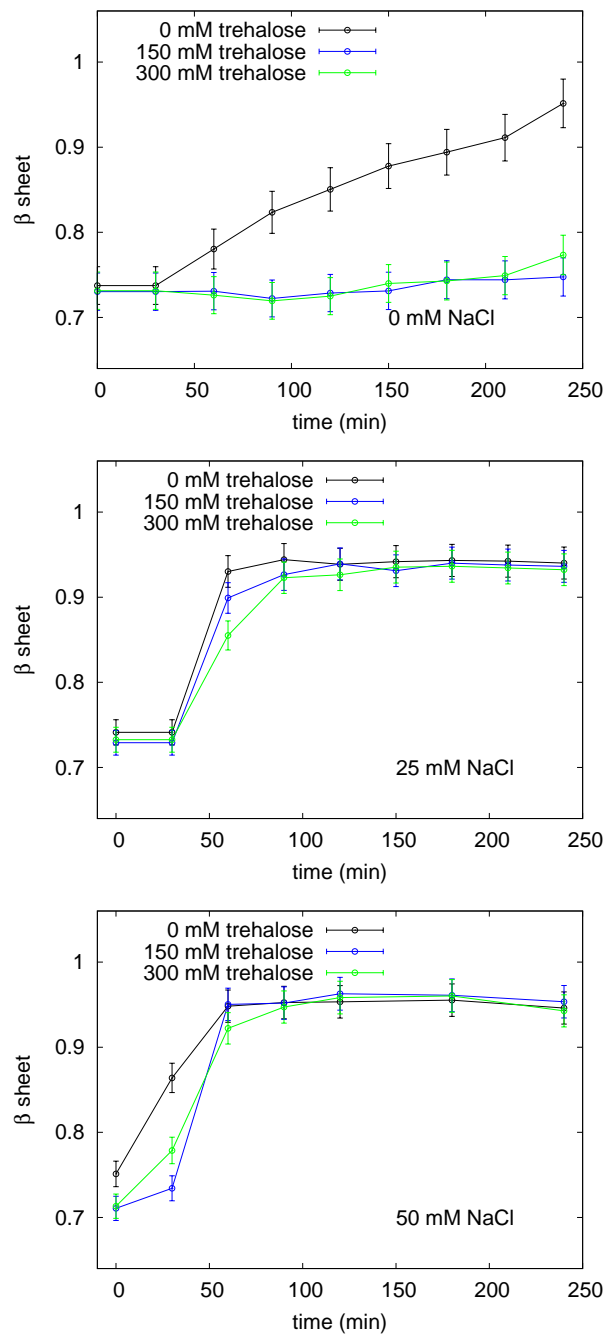 0 mM trehalose
150 mM trehalose
300 mM trehalose
1
0.9
0.8
0.7
β sheet
0 mM NaCl
0 50 100 150 200 250
time (min)
0 mM trehalose
150 mM trehalose
300 mM trehalose
1
0.9
0.8
0.7
β sheet
25 mM NaCl
0 50 100 150 200 250
time (min)
0 mM trehalose
150 mM trehalose
300 mM trehalose
1
0.9
0.8
0.7
β sheet
50 mM NaCl
0 50 100 150 200 250
time (min)